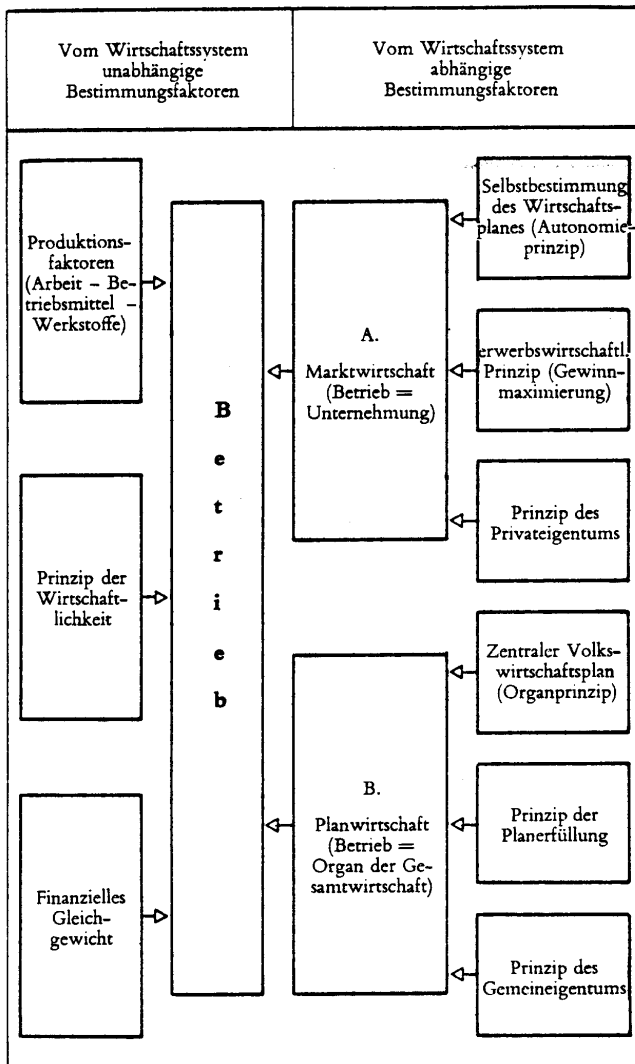 Vom Wirtschaftssystem
unabhängige
Bestimmungsfaktoren
Vom Wirtschaftssystem
abhängige
Bestimmungsfaktoren
Produktions-
faktoren
(Arbeit – Be-
triebsmittel –
Werkstoffe)
Prinzip der
Wirtschaft-
lichkeit
Finanzielles
Gleich-
gewicht
B
e
t
r
i
e
b
A.
Marktwirtschaft
(Betrieb =
Unternehmung)
B.
Planwirtschaft
(Betrieb =
Organ der Ge-
samtwirtschaft)
Selbstbestimmung
des Wirtschafts-
planes (Autonomie-
prinzip)
erwerbswirtschaftl.
Prinzip (Gewinn-
maximierung)
Prinzip des
Privateigentums
Zentraler Volks-
wirtschaftsplan
(Organprinzip)
Prinzip der
Planerfüllung
Prinzip des
Gemeineigentums